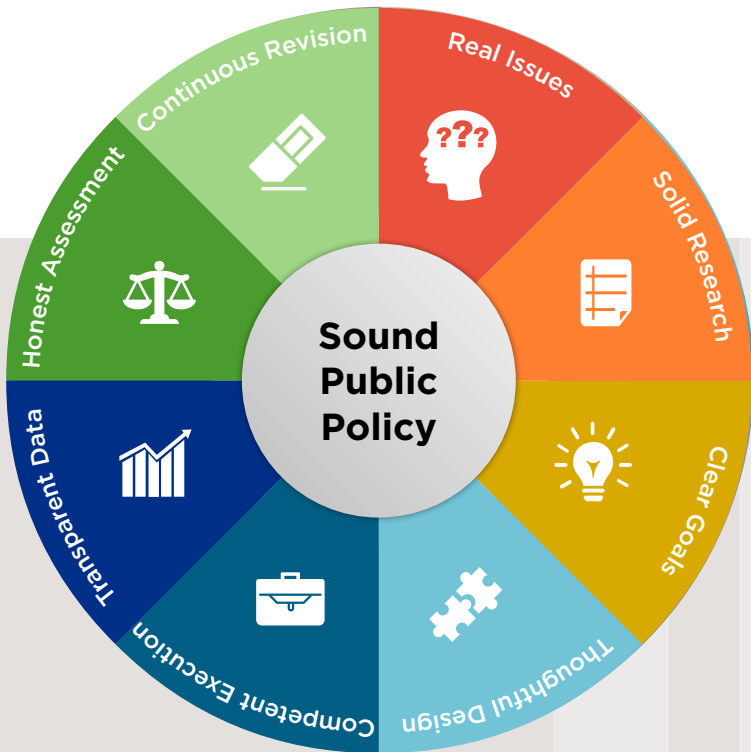 Sound
Public
Policy
Real Issues
???
Solid Research
Clear Goals
Thoughtful Design
Competent Execution
Transparent Data
Honest Assessment
Continuous Revision